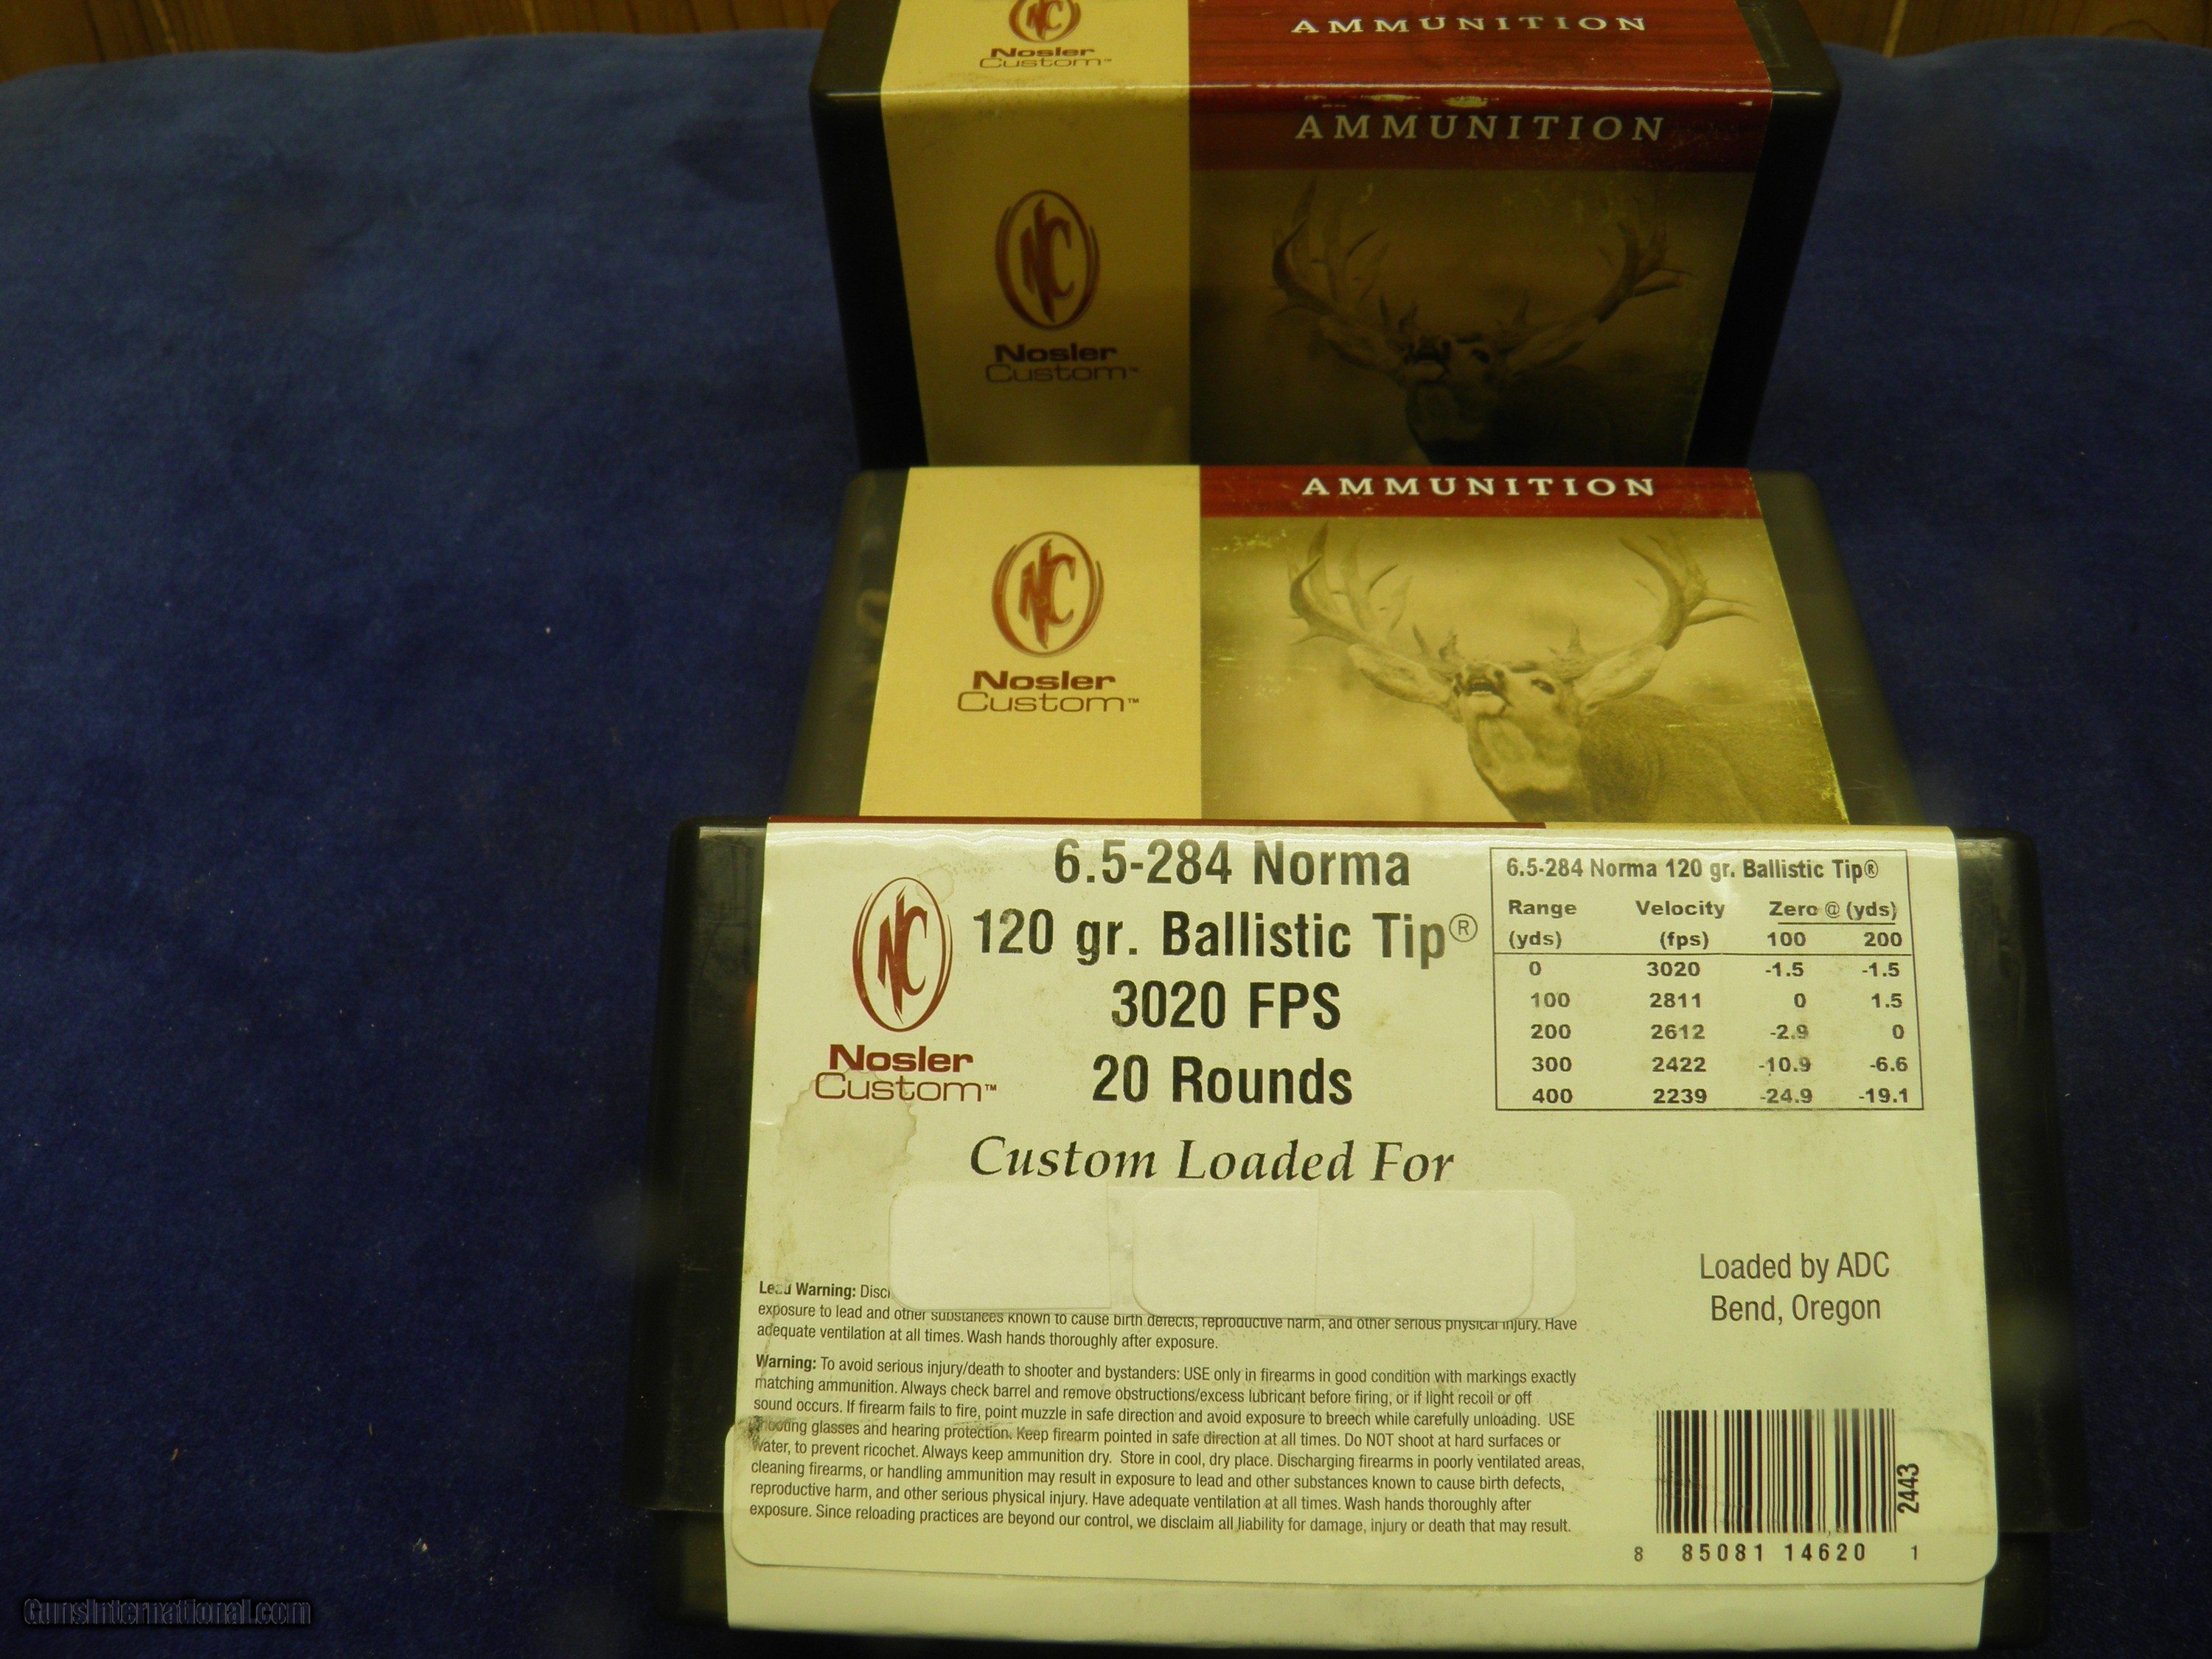 Nosler
Custom™
AMMUNITION
AMMUNITION
NC
Nosler
Custom™
AMMUNITION
NC
Nosler
Custom™
NC
Nosler
Custom™
6.5-284 Norma
120 gr. Ballistic Tip®
3020 FPS
20 Rounds
Custom Loaded For
6.5-284 Norma 120 gr. Ballistic Tip®
Range Velocity Zero @ (yds)
(yds) (fps) 100 200
0 3020 -1.5 -1.5
100 2811 0 1.5
200 2612 -2.9 0
300 2422 -10.9 -6.6
400 2239 -24.9 -19.1
Loaded by ADC
Bend, Oregon
Lead Warning:
exposure to lead and other substances known to cause birth defects, reproductive harm, and other serious physical injury. Have
adequate ventilation at all times. Wash hands thoroughly after exposure.
Warning: To avoid serious injury/death to shooter and bystanders: USE only in firearms in good condition with markings exactly
matching ammunition. Always check barrel and remove obstructions/excess lubricant before firing, or if light recoil or off
sound occurs. If firearm fails to fire, point muzzle in safe direction and avoid exposure to breech while carefully unloading. USE
shooting glasses and hearing protection. Keep firearm pointed in safe direction at all times. Do NOT shoot at hard surfaces or
water, to prevent ricochet. Always keep ammunition dry. Store in cool, dry place. Discharging firearms in poorly ventilated areas,
cleaning firearms, or handling ammunition may result in exposure to lead and other substances known to cause birth defects,
reproductive harm, and other serious physical injury. Have adequate ventilation at all times. Wash hands thoroughly after
exposure. Since reloading practices are beyond our control, we disclaim all liability for damage, injury or death that may result.
2443
8 85081 14620 1
GunsInternational.com